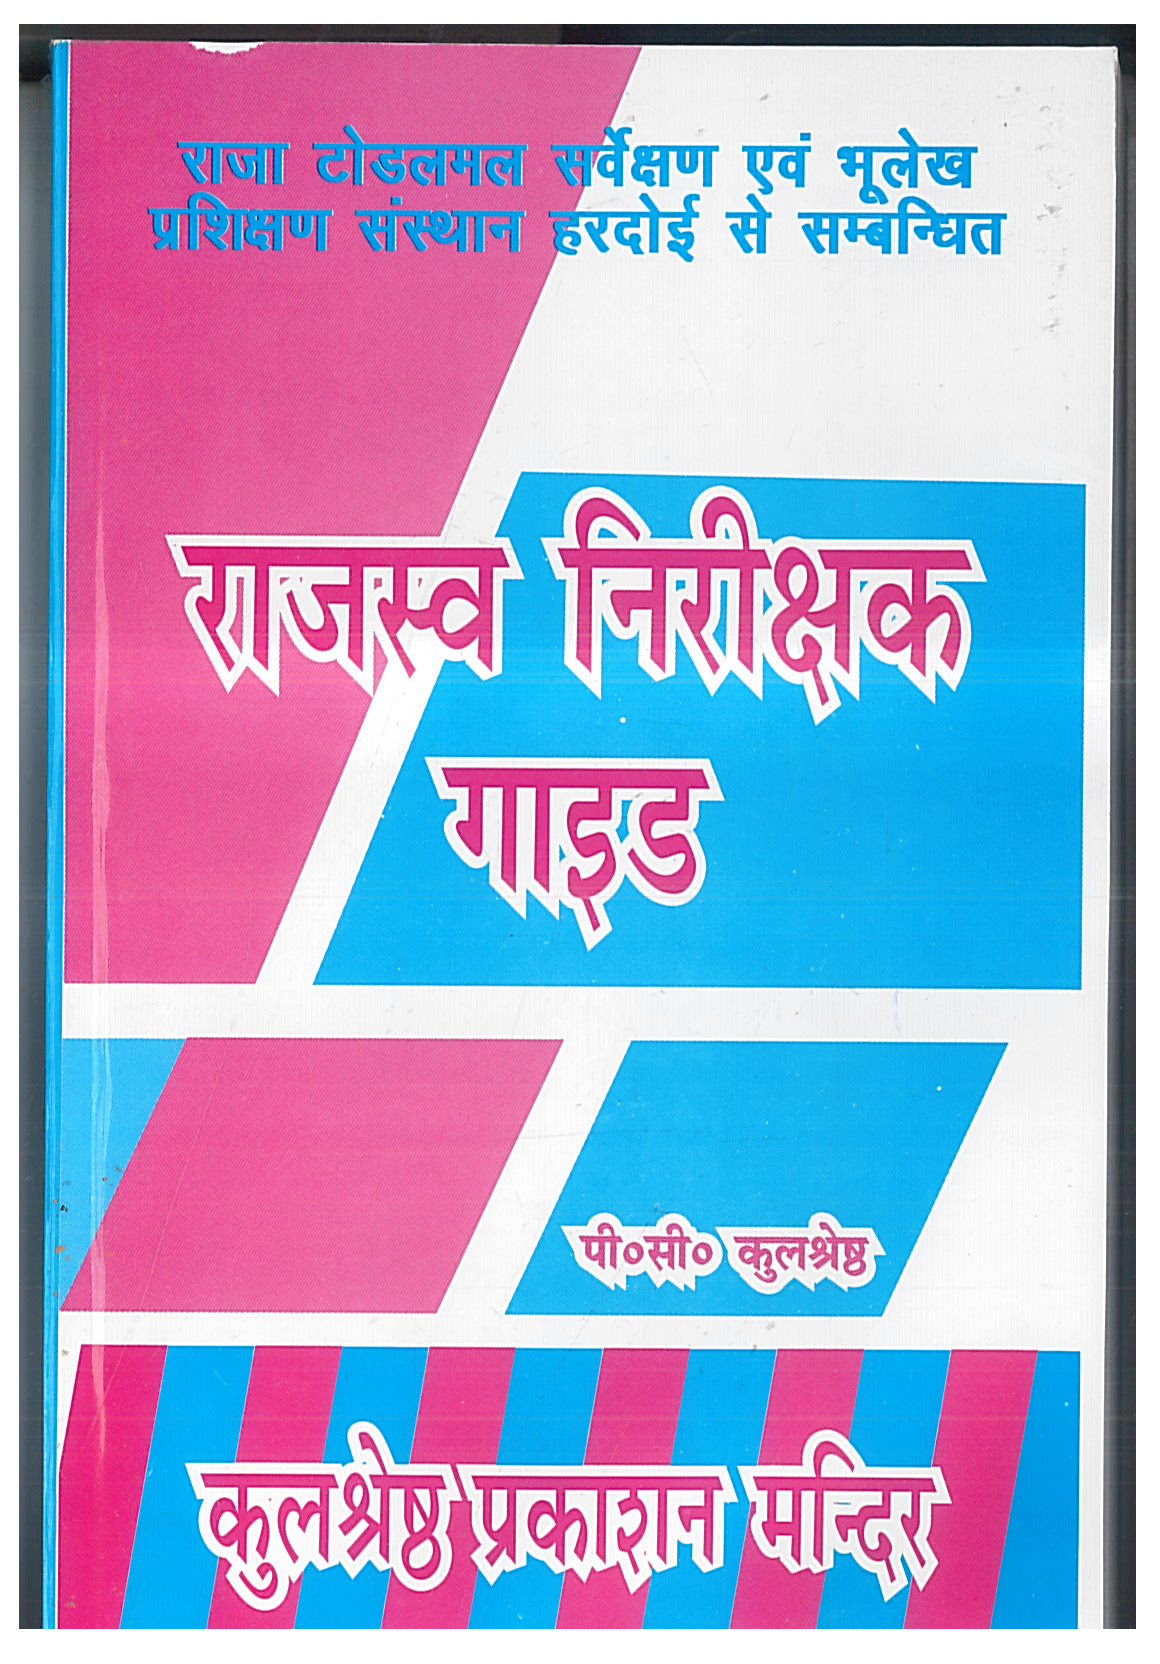 राजा टोडलमल सर्वेक्षण एवं भूलेख
प्रशिक्षण संस्थान हरदोई से सम्बन्धित
राजस्व निरीक्षक
गाइड
पी०सी० कुलश्रेष्ठ
कुलश्रेष्ठ प्रकाशन मन्दिर